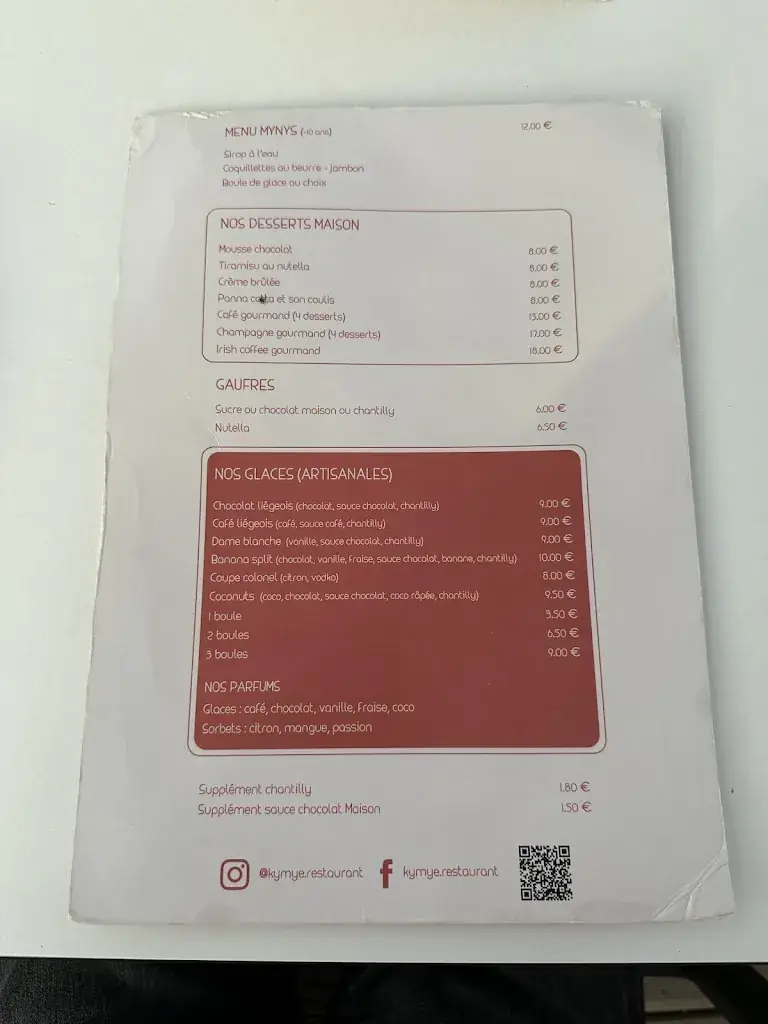 MENU MYNYS (-10 ans) 12.00 €
Sirop à l'eau
Coquillettes au beurre - jambon
Boule de glace au choix
NOS DESSERTS MAISON
Mousse chocolat 8.00 €
Tiramisu au nutella 8.00 €
Crème brûlée 8.00 €
Panna cotta et son coulis 8.00 €
Café gourmand (4 desserts) 13.00 €
Champagne gourmand (4 desserts) 17.00 €
Irish coffee gourmand 18.00 €
GAUFRES
Sucre ou chocolat maison ou chantilly 6.00 €
Nutella 6.50 €
NOS GLACES (ARTISANALES)
Chocolat liégeois (chocolat, sauce chocolat, chantilly) 9.00 €
Café liégeois (café, sauce café, chantilly) 9.00 €
Dame blanche (vanille, sauce chocolat, chantilly) 9.00 €
Banana split (chocolat, vanille, fraise, sauce chocolat, banane, chantilly) 10.00 €
Coupe colonel (citron, vodka) 8.00 €
Coconuts (coco, chocolat, sauce chocolat, coco râpée, chantilly) 9.50 €
1 boule 3.50 €
2 boules 6.50 €
3 boules 9.00 €
NOS PARFUMS
Glaces : café, chocolat, vanille, fraise, coco
Sorbets : citron, mangue, passion
Supplément chantilly 1.80 €
Supplément sauce chocolat Maison 1.50 €
@kymye.restaurant kymye.restaurant